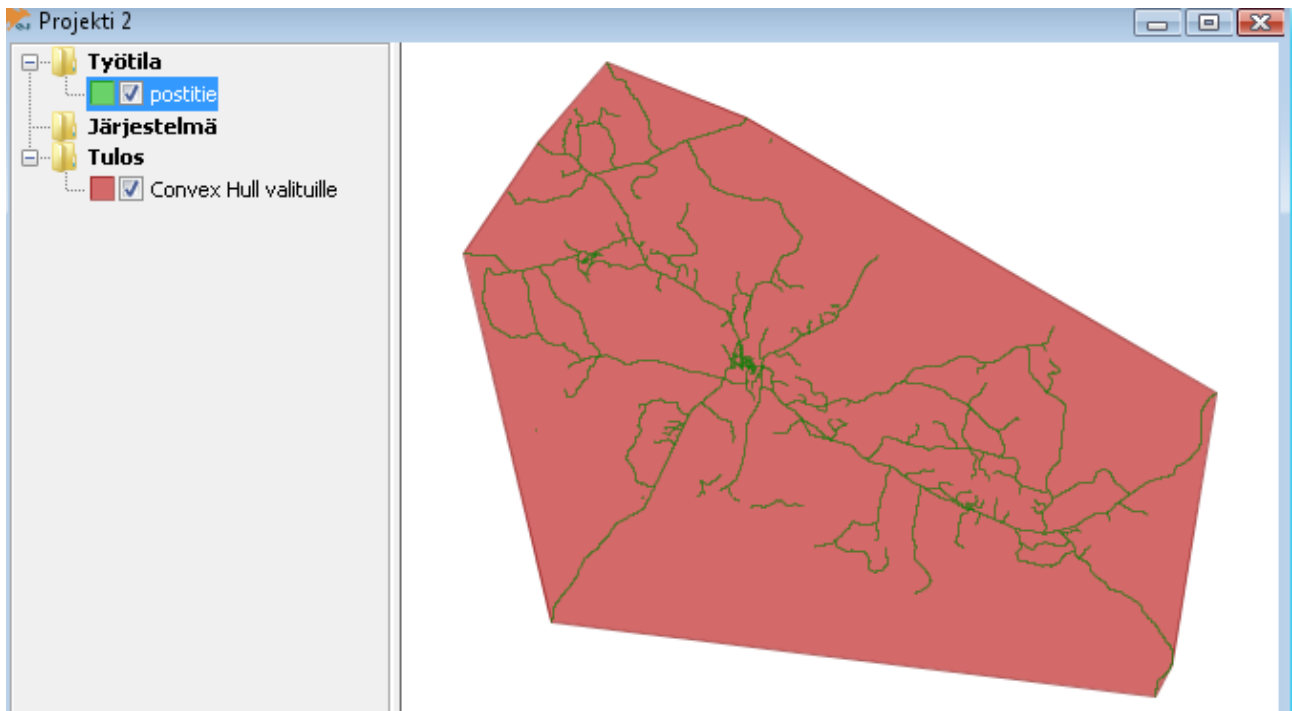 Projekti 2
Työtila
postitie
Järjestelmä
Tulos
Convex Hull valituille